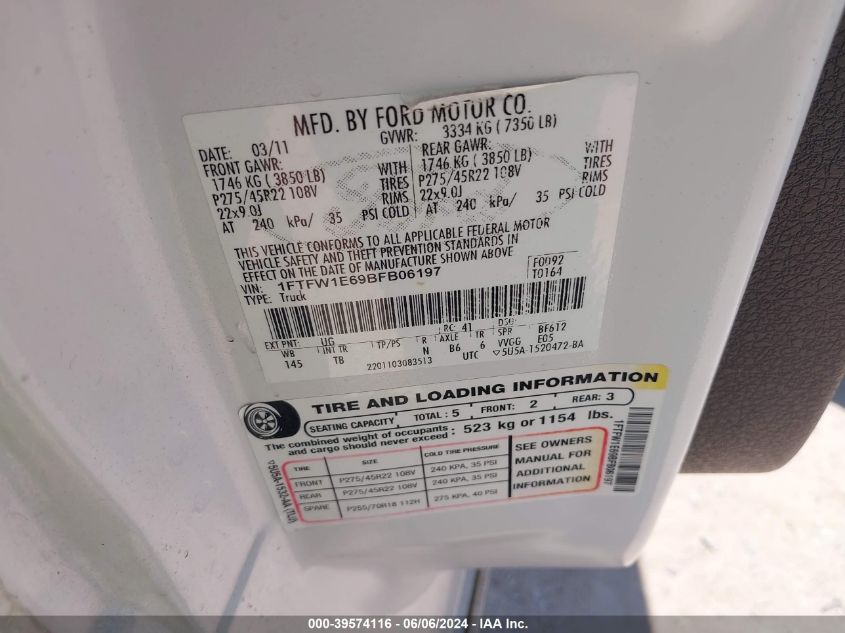 MFD. BY FORD MOTOR CO.
DATE: 03/11 GVWR: 3334 KG ( 7350 LB)
FRONT GAWR: REAR GAWR:
1746 KG ( 3850 LB) WITH 1746 KG ( 3850 LB) WITH
P275/45R22 108V TIRES P275/45R22 108V TIRES
22x9.0J RIMS 22x9.0J RIMS
AT 240 kPa/ 35 PSI COLD AT 240 kPa/ 35 PSI COLD
THIS VEHICLE CONFORMS TO ALL APPLICABLE FEDERAL MOTOR
VEHICLE SAFETY AND THEFT PREVENTION STANDARDS IN
EFFECT ON THE DATE OF MANUFACTURE SHOWN ABOVE
VIN: 1FTFW1E69BFB06197 F0092
TYPE: Truck T0164
EXT PNT: UG RC: 41 DSO:
WB INT TR TP/PS R AXLE TR SPR BF6T2
145 TB N B6 6 VVGG E05
2201103083513 UTC ▽5U5A-1520472-BA
TIRE AND LOADING INFORMATION
SEATING CAPACITY TOTAL : 5 FRONT: 2 REAR: 3
The combined weight of occupants
and cargo should never exceed : 523 kg or 1154 lbs.
TIRE SIZE COLD TIRE PRESSURE
FRONT P275/45R22 108V 240 KPA, 35 PSI
REAR P275/45R22 108V 240 KPA, 35 PSI
SPARE P255/70R18 112H 275 KPA, 40 PSI
SEE OWNERS
MANUAL FOR
ADDITIONAL
INFORMATION
1FTFW1E69BFB06197
000-39574116 - 06/06/2024 - IAA Inc.